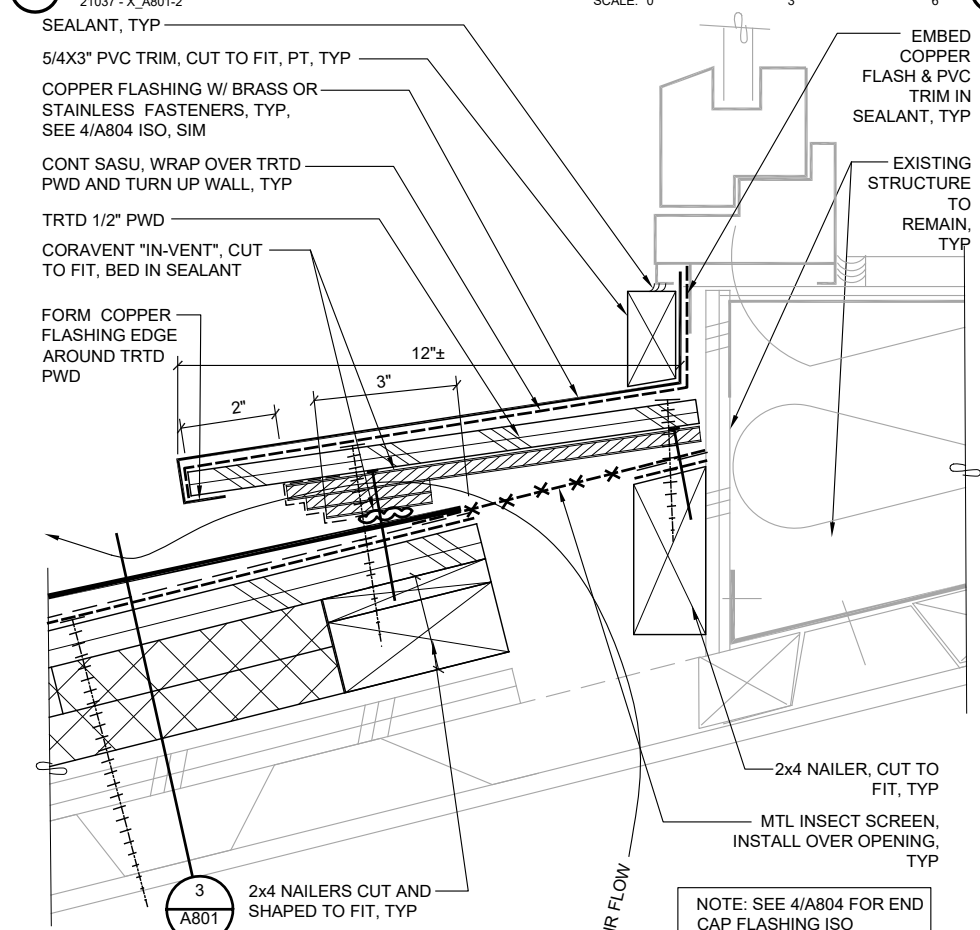 21037 - X_A801-2
SCALE: 0 3 6
SEALANT, TYP
5/4X3" PVC TRIM, CUT TO FIT, PT, TYP
COPPER FLASHING W/ BRASS OR
STAINLESS FASTENERS, TYP,
SEE 4/A804 ISO, SIM
CONT SASU, WRAP OVER TRTD
PWD AND TURN UP WALL, TYP
TRTD 1/2" PWD
CORAVENT "IN-VENT", CUT
TO FIT, BED IN SEALANT
FORM COPPER
FLASHING EDGE
AROUND TRTD
PWD
EMBED
COPPER
FLASH & PVC
TRIM IN
SEALANT, TYP
EXISTING
STRUCTURE
TO
REMAIN,
TYP
12"±
3"
2"
2x4 NAILER, CUT TO
FIT, TYP
MTL INSECT SCREEN,
INSTALL OVER OPENING,
TYP
3
A801
2x4 NAILERS CUT AND
SHAPED TO FIT, TYP
FLOW
NOTE: SEE 4/A804 FOR END
CAP FLASHING ISO